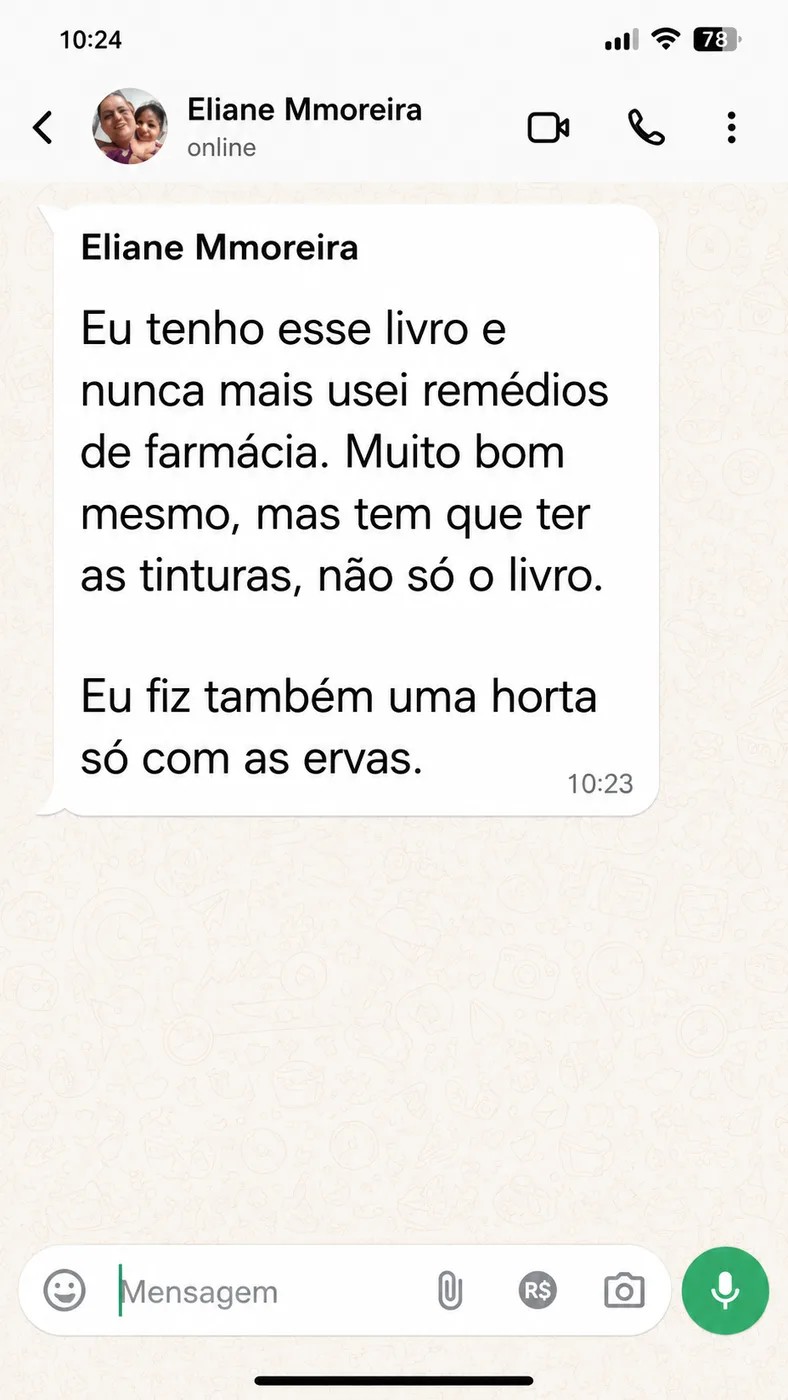 10:24
78
Eliane Mmoreira
online
Eliane Mmoreira
Eu tenho esse livro e
nunca mais usei remédios
de farmácia. Muito bom
mesmo, mas tem que ter
as tinturas, não só o livro.
Eu fiz também uma horta
só com as ervas.
10:23
Mensagem
R$